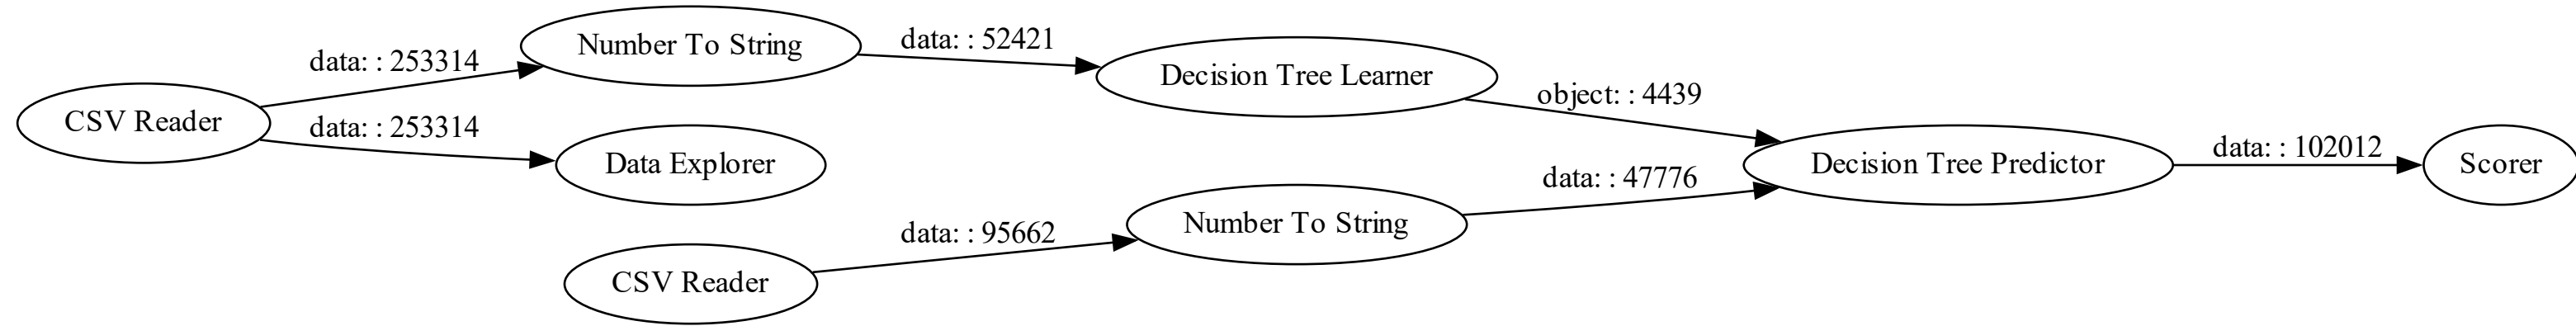 CSV Reader
data: : 253314
Number To String
data: : 52421
Decision Tree Learner
object: : 4439
data: : 253314
Data Explorer
CSV Reader
data: : 95662
Number To String
data: : 47776
Decision Tree Predictor
data: : 102012
Scorer